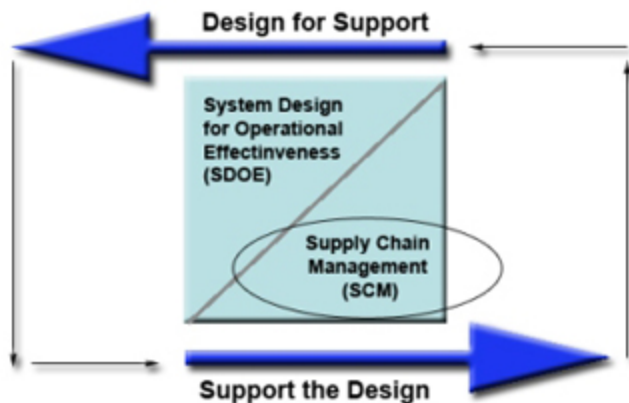 Design for Support
System Design
for Operational
Effectinveness
(SDOE)
Supply Chain
Management
(SCM)
Support the Design